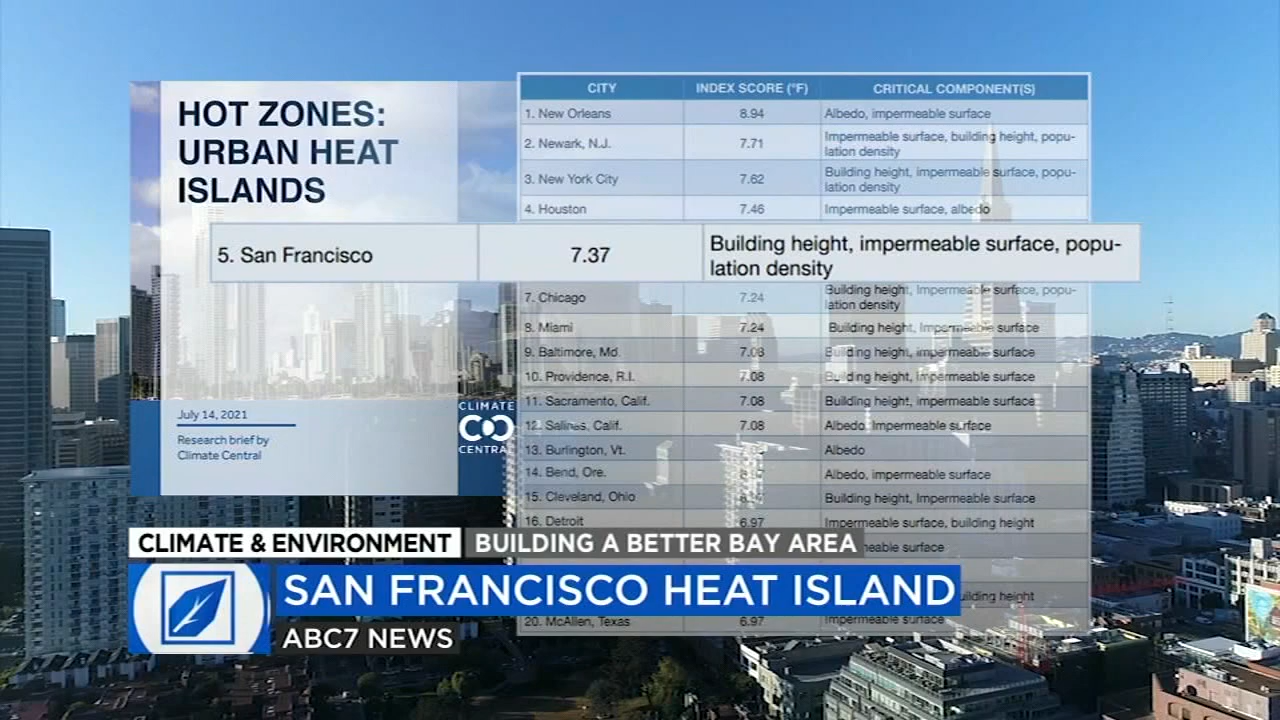 HOT ZONES:
URBAN HEAT
ISLANDS
July 14, 2021
Research brief by
Climate Central
CLIMATE
CENTRAL
CITY INDEX SCORE (°F) CRITICAL COMPONENT(S)
1. New Orleans 8.94 Albedo, impermeable surface
2. Newark, N.J. 7.71 Impermeable surface, building height, popu-
lation density
3. New York City 7.62 Building height, impermeable surface, popu-
lation density
4. Houston 7.46 Impermeable surface, albedo
5. San Francisco 7.37 Building height, impermeable surface, popu-
lation density
7. Chicago 7.24 Building height, Impermeable surface, popu-
lation density
8. Miami 7.24 Building height, Impermeable surface
9. Baltimore, Md. 7.08 Building height, impermeable surface
10. Providence, R.I. 7.08 Building height, impermeable surface
11. Sacramento, Calif. 7.08 Building height, impermeable surface
12. Salinas, Calif. 7.08 Albedo, Impermeable surface
13. Burlington, Vt. Albedo
14. Bend, Ore. Albedo, impermeable surface
15. Cleveland, Ohio Building height, Impermeable surface
16. Detroit 6.97 Impermeable surface, building height
surface
building height
20. McAllen, Texas 6.97 Impermeable surface
CLIMATE & ENVIRONMENT BUILDING A BETTER BAY AREA
SAN FRANCISCO HEAT ISLAND
ABC7 NEWS